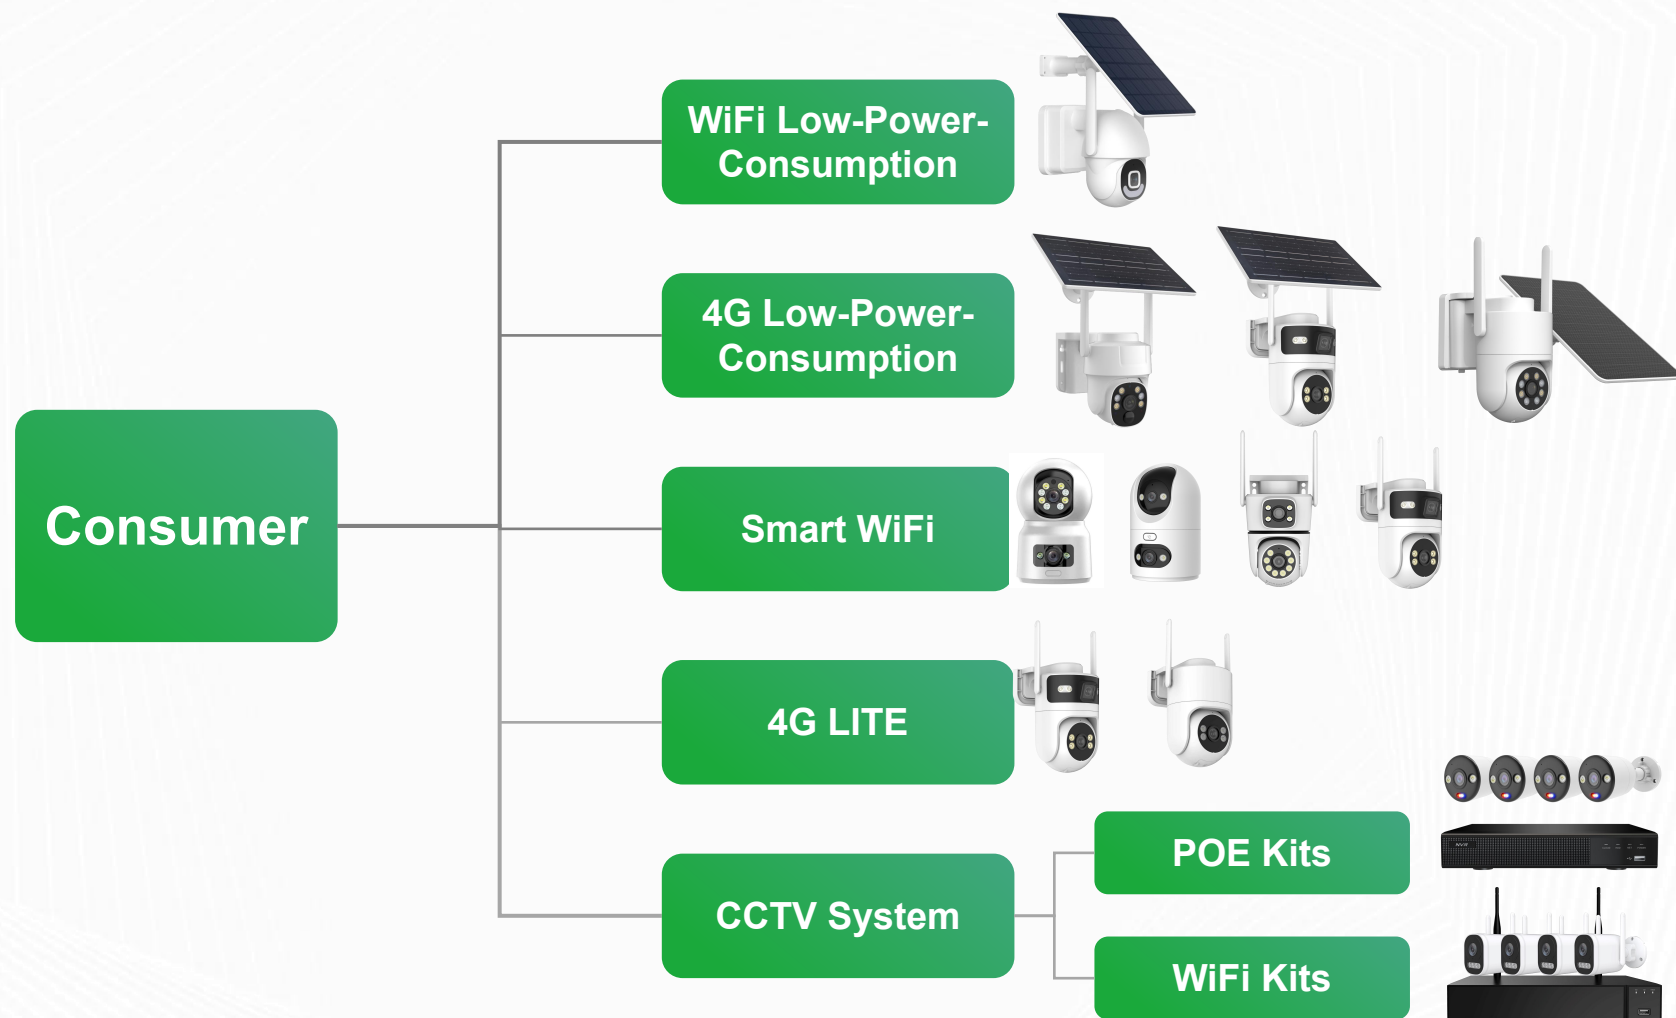 WiFi Low-Power-
Consumption
4G Low-Power-
Consumption
Consumer
Smart WiFi
4G LITE
CCTV System
POE Kits
WiFi Kits
NVR